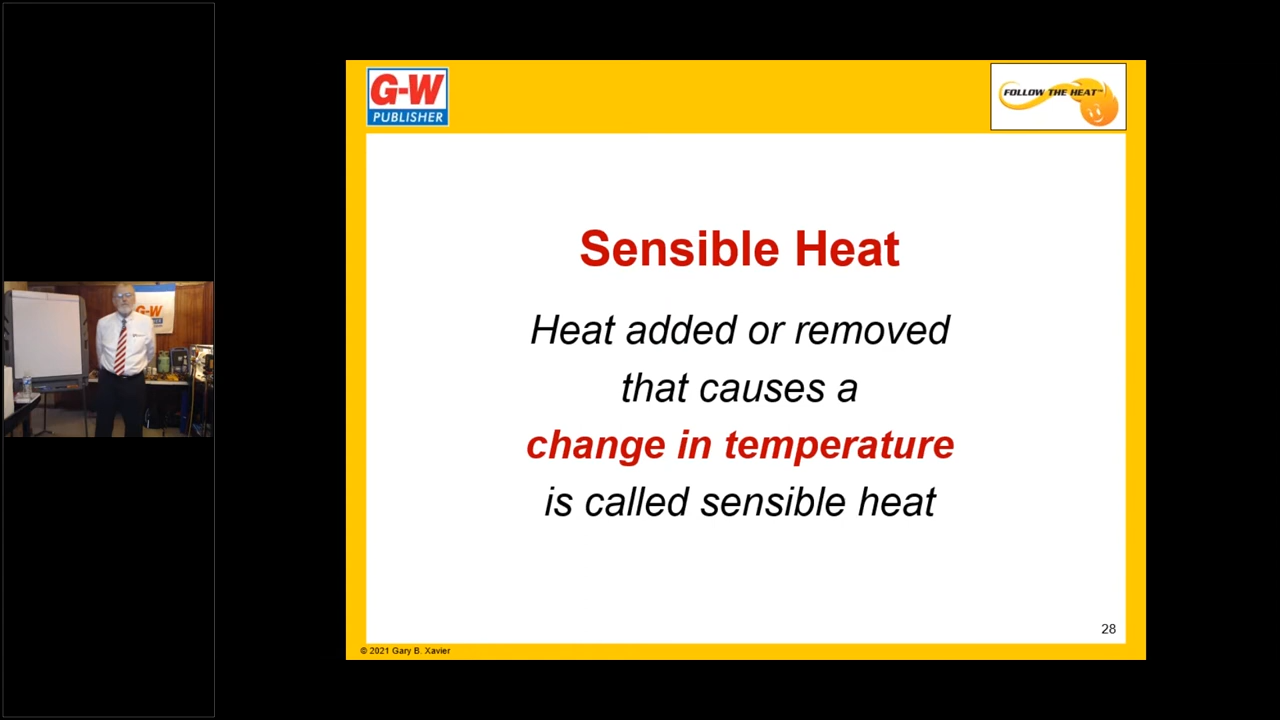 G-W
PUBLISHER
FOLLOW THE HEAT™
Sensible Heat
Heat added or removed
that causes a
change in temperature
is called sensible heat
28
© 2021 Gary B. Xavier
G-W